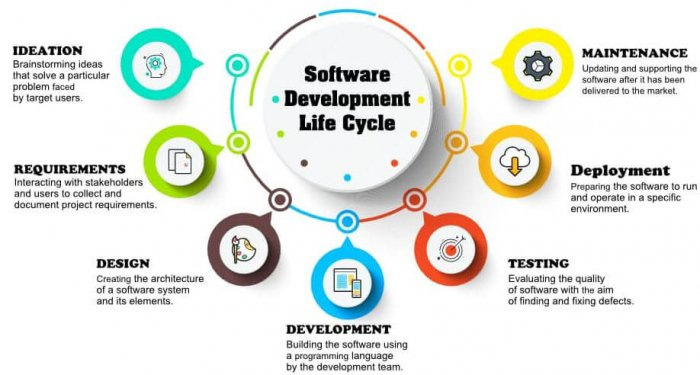 Software
Development
Life Cycle
IDEATION
Brainstorming ideas
that solve a particular
problem faced
by target users.
REQUIREMENTS
Interacting with stakeholders
and users to collect and
document project requirements.
DESIGN
Creating the architecture
of a software system
and its elements.
DEVELOPMENT
Building the software using
a programming language
by the development team.
TESTING
Evaluating the quality
of software with the aim
of finding and fixing defects.
Deployment
Preparing the software to run
and operate in a specific
environment.
MAINTENANCE
Updating and supporting the
software after it has been
delivered to the market.